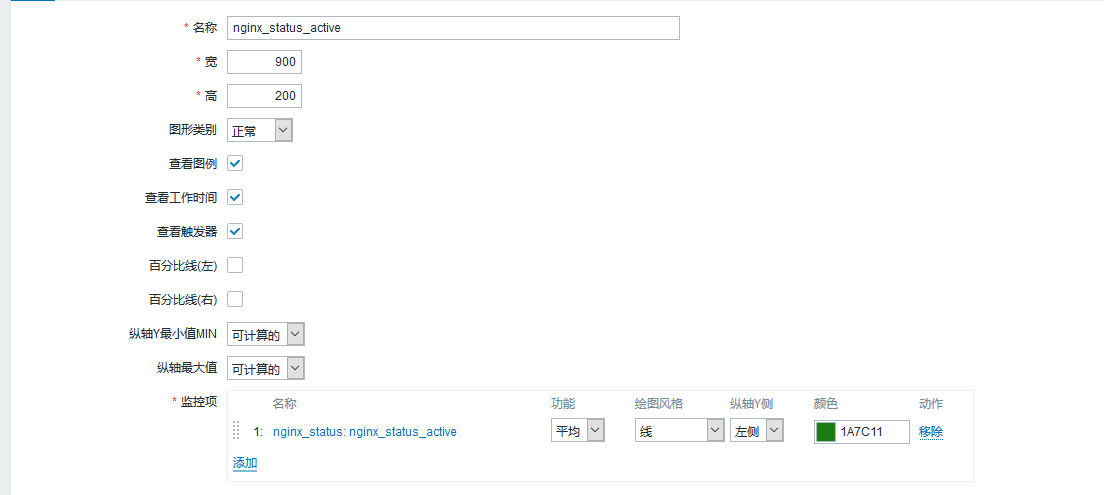 * 名称 nginx_status_active
* 宽 900
* 高 200
图形类别 正常
查看图例
查看工作时间
查看触发器
百分比线(左)
百分比线(右)
纵轴Y最小值MIN 可计算的
纵轴最大值 可计算的
* 监控项 名称 功能 绘图风格 纵轴Y侧 颜色 动作
1: nginx_status: nginx_status_active 平均 线 左侧 1A7C11 移除
添加